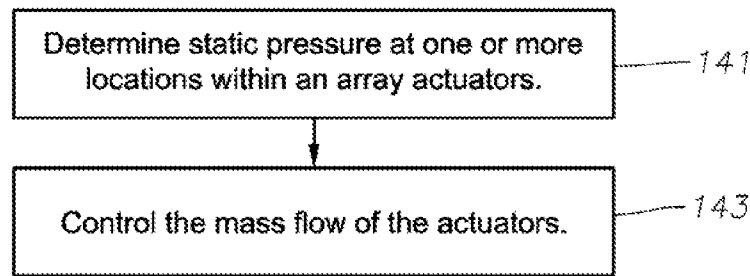 Determine static pressure at one or more
locations within an array actuators.
141
Control the mass flow of the actuators.
143